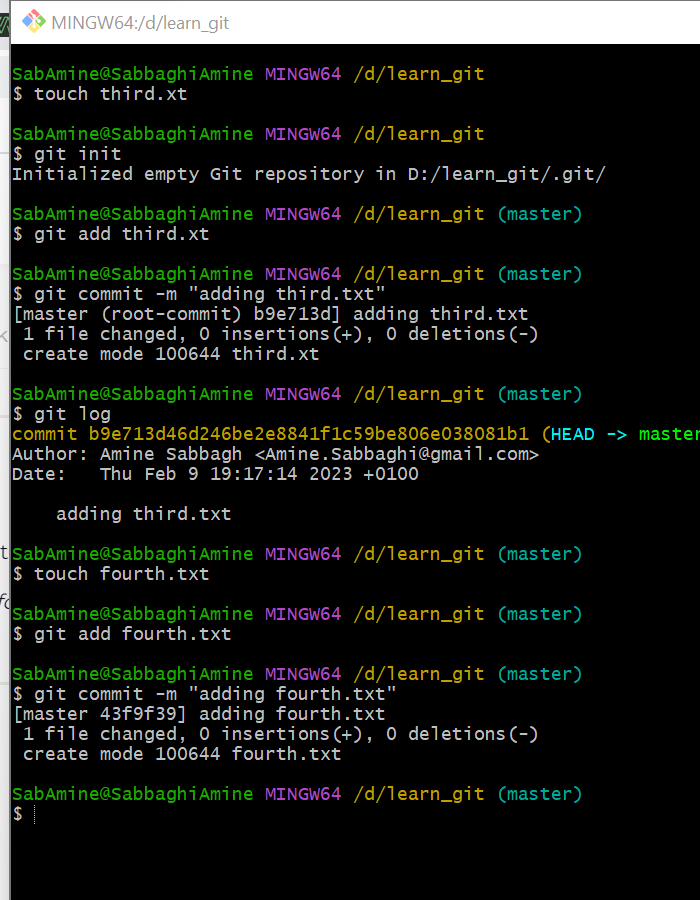 MINGW64:/d/learn_git
SabAmine@SabbaghiAmine MINGW64 /d/learn_git
$ touch third.xt
SabAmine@SabbaghiAmine MINGW64 /d/learn_git
$ git init
Initialized empty Git repository in D:/learn_git/.git/
SabAmine@SabbaghiAmine MINGW64 /d/learn_git (master)
$ git add third.xt
SabAmine@SabbaghiAmine MINGW64 /d/learn_git (master)
$ git commit -m "adding third.txt"
[master (root-commit) b9e713d] adding third.txt
 1 file changed, 0 insertions(+), 0 deletions(-)
 create mode 100644 third.xt
SabAmine@SabbaghiAmine MINGW64 /d/learn_git (master)
$ git log
commit b9e713d46d246be2e8841f1c59be806e038081b1 (HEAD -> master
Author: Amine Sabbagh <Amine.Sabbaghi@gmail.com>
Date:   Thu Feb 9 19:17:14 2023 +0100
    adding third.txt
SabAmine@SabbaghiAmine MINGW64 /d/learn_git (master)
$ touch fourth.txt
SabAmine@SabbaghiAmine MINGW64 /d/learn_git (master)
$ git add fourth.txt
SabAmine@SabbaghiAmine MINGW64 /d/learn_git (master)
$ git commit -m "adding fourth.txt"
[master 43f9f39] adding fourth.txt
 1 file changed, 0 insertions(+), 0 deletions(-)
 create mode 100644 fourth.txt
SabAmine@SabbaghiAmine MINGW64 /d/learn_git (master)
$